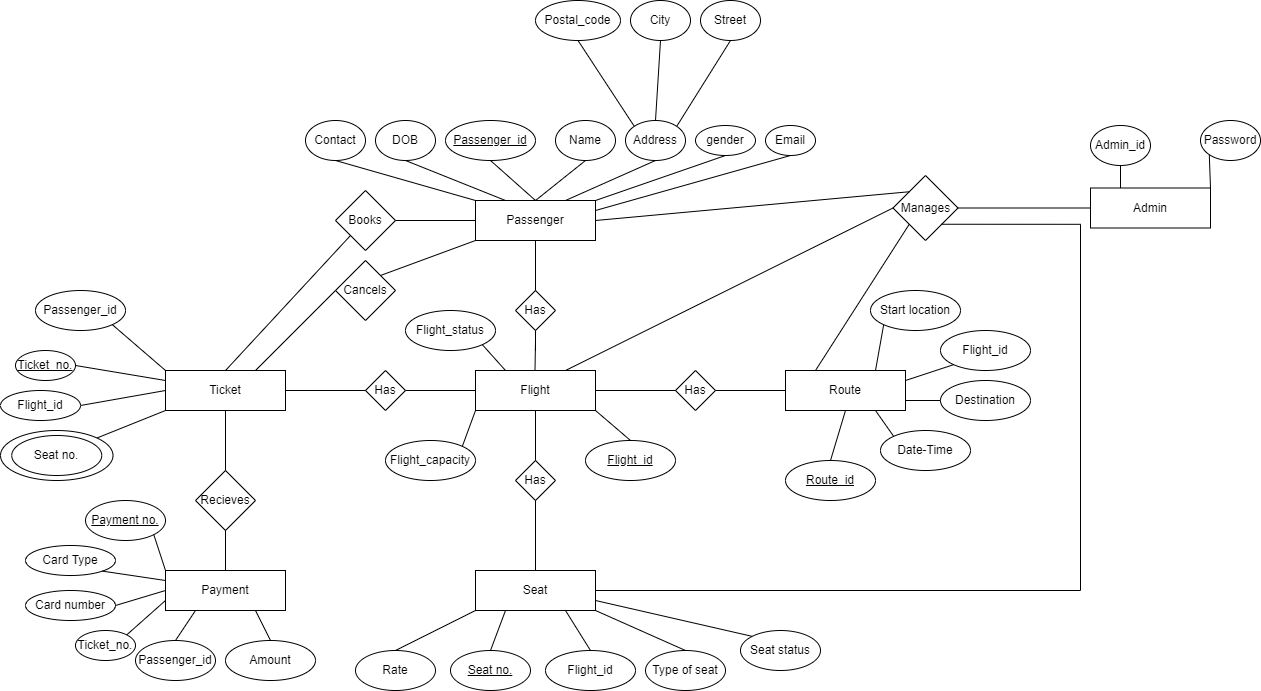 Postal_code
City
Street
Contact
DOB
Passenger_id
Name
Address
gender
Email
Admin_id
Password
Books
Passenger
Manages
Admin
Cancels
Passenger_id
Has
Start location
Flight_status
Flight_id
Ticket_no.
Ticket
Has
Flight
Has
Route
Flight_id
Destination
Seat no.
Flight_capacity
Flight_id
Date-Time
Has
Route_id
Recieves
Payment no.
Card Type
Payment
Seat
Card number
Ticket_no.
Passenger_id
Amount
Rate
Seat no.
Flight_id
Type of seat
Seat status